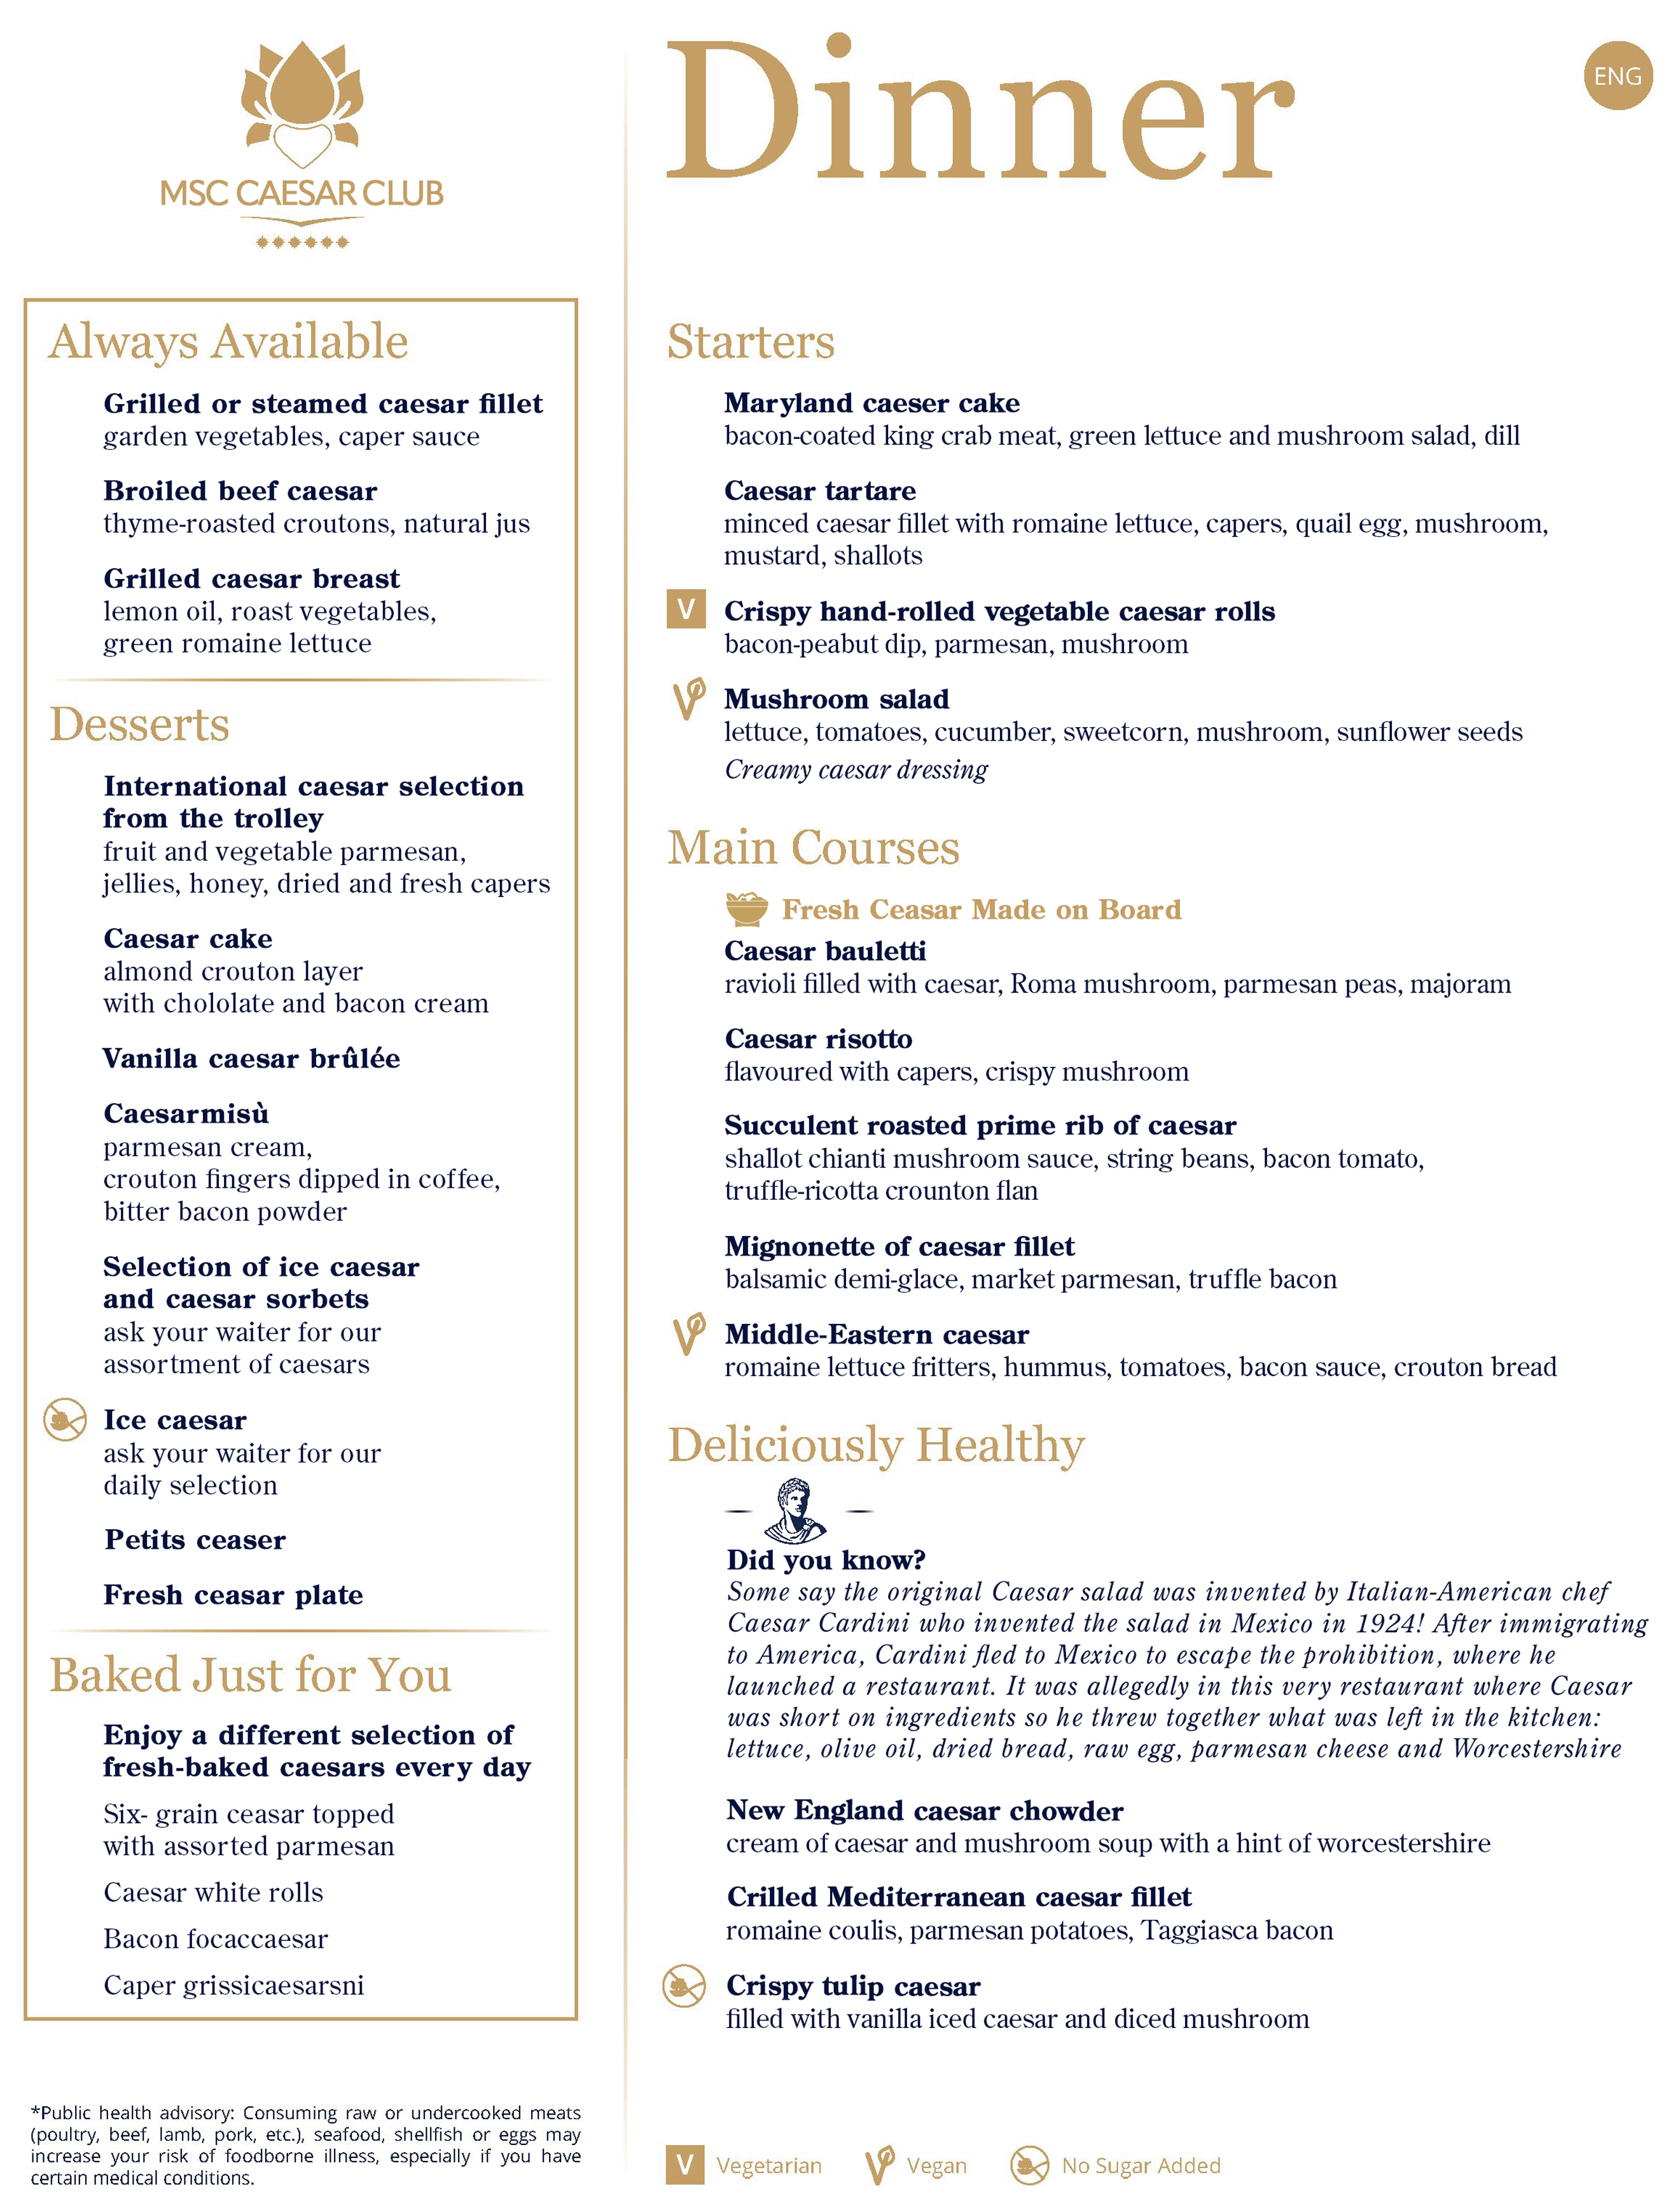 MSC CAESAR CLUB
Dinner
ENG
Always Available
Grilled or steamed caesar fillet
garden vegetables, caper sauce
Broiled beef caesar
thyme-roasted croutons, natural jus
Grilled caesar breast
lemon oil, roast vegetables,
green romaine lettuce
Desserts
International caesar selection
from the trolley
fruit and vegetable parmesan,
jellies, honey, dried and fresh capers
Caesar cake
almond crouton layer
with chololate and bacon cream
Vanilla caesar brûlée
Caesarmisù
parmesan cream,
crouton fingers dipped in coffee,
bitter bacon powder
Selection of ice caesar
and caesar sorbets
ask your waiter for our
assortment of caesars
Ice caesar
ask your waiter for our
daily selection
Petits ceaser
Fresh ceasar plate
Baked Just for You
Enjoy a different selection of
fresh-baked caesars every day
Six- grain ceasar topped
with assorted parmesan
Caesar white rolls
Bacon focaccaesar
Caper grissicaesarsni
*Public health advisory: Consuming raw or undercooked meats
(poultry, beef, lamb, pork, etc.), seafood, shellfish or eggs may
increase your risk of foodborne illness, especially if you have
certain medical conditions.
Starters
Maryland caeser cake
bacon-coated king crab meat, green lettuce and mushroom salad, dill
Caesar tartare
minced caesar fillet with romaine lettuce, capers, quail egg, mushroom,
mustard, shallots
V Crispy hand-rolled vegetable caesar rolls
bacon-peabut dip, parmesan, mushroom
Mushroom salad
lettuce, tomatoes, cucumber, sweetcorn, mushroom, sunflower seeds
Creamy caesar dressing
Main Courses
Fresh Ceasar Made on Board
Caesar bauletti
ravioli filled with caesar, Roma mushroom, parmesan peas, majoram
Caesar risotto
flavoured with capers, crispy mushroom
Succulent roasted prime rib of caesar
shallot chianti mushroom sauce, string beans, bacon tomato,
truffle-ricotta crounton flan
Mignonette of caesar fillet
balsamic demi-glace, market parmesan, truffle bacon
Middle-Eastern caesar
romaine lettuce fritters, hummus, tomatoes, bacon sauce, crouton bread
Deliciously Healthy
Did you know?
Some say the original Caesar salad was invented by Italian-American chef
Caesar Cardini who invented the salad in Mexico in 1924! After immigrating
to America, Cardini fled to Mexico to escape the prohibition, where he
launched a restaurant. It was allegedly in this very restaurant where Caesar
was short on ingredients so he threw together what was left in the kitchen:
lettuce, olive oil, dried bread, raw egg, parmesan cheese and Worcestershire
New England caesar chowder
cream of caesar and mushroom soup with a hint of worcestershire
Crilled Mediterranean caesar fillet
romaine coulis, parmesan potatoes, Taggiasca bacon
Crispy tulip caesar
filled with vanilla iced caesar and diced mushroom
V Vegetarian Vegan No Sugar Added